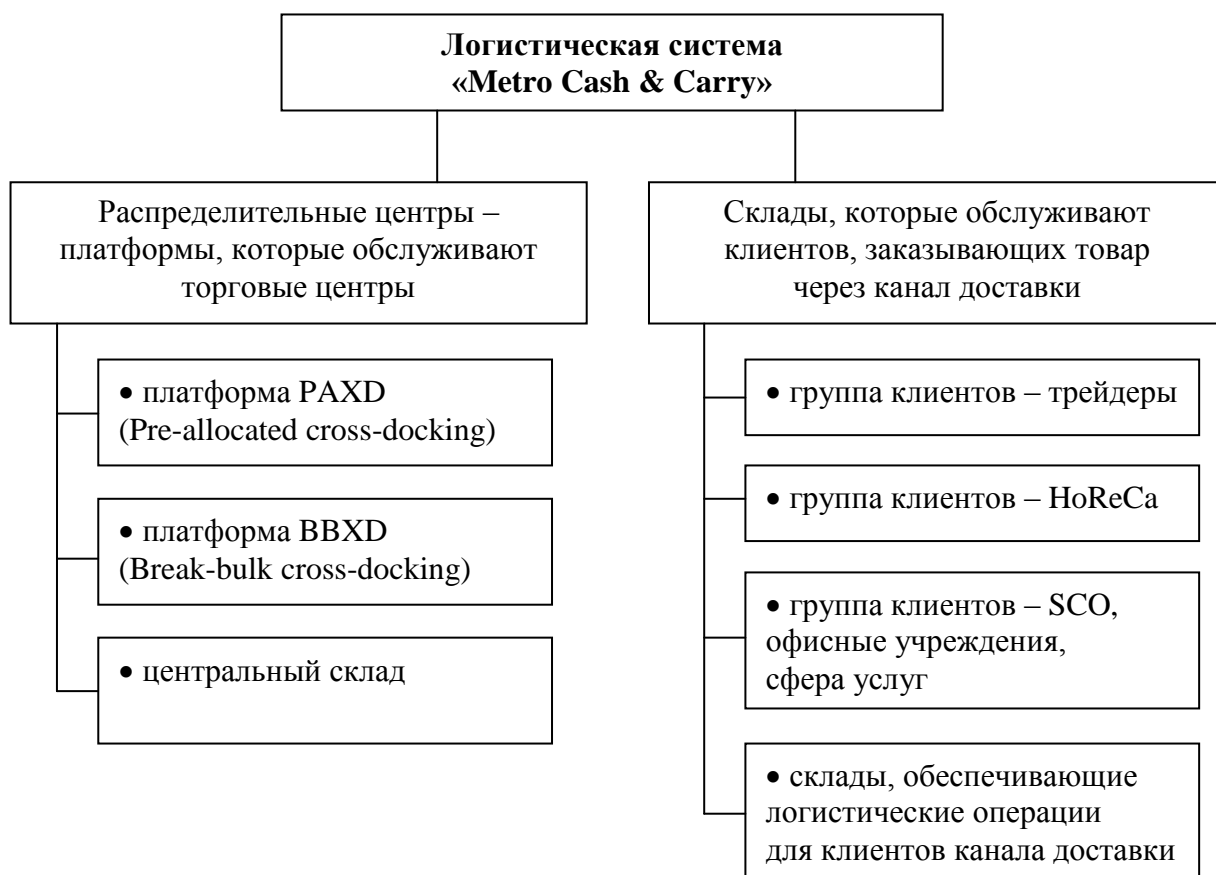 Логистическая система
«Metro Cash & Carry»
Распределительные центры –
платформы, которые обслуживают
торговые центры
• платформа PAXD
(Pre-allocated cross-docking)
• платформа BBXD
(Break-bulk cross-docking)
• центральный склад
Склады, которые обслуживают
клиентов, заказывающих товар
через канал доставки
• группа клиентов – трейдеры
• группа клиентов – HoReCa
• группа клиентов – SCO,
офисные учреждения,
сфера услуг
• склады, обеспечивающие
логистические операции
для клиентов канала доставки